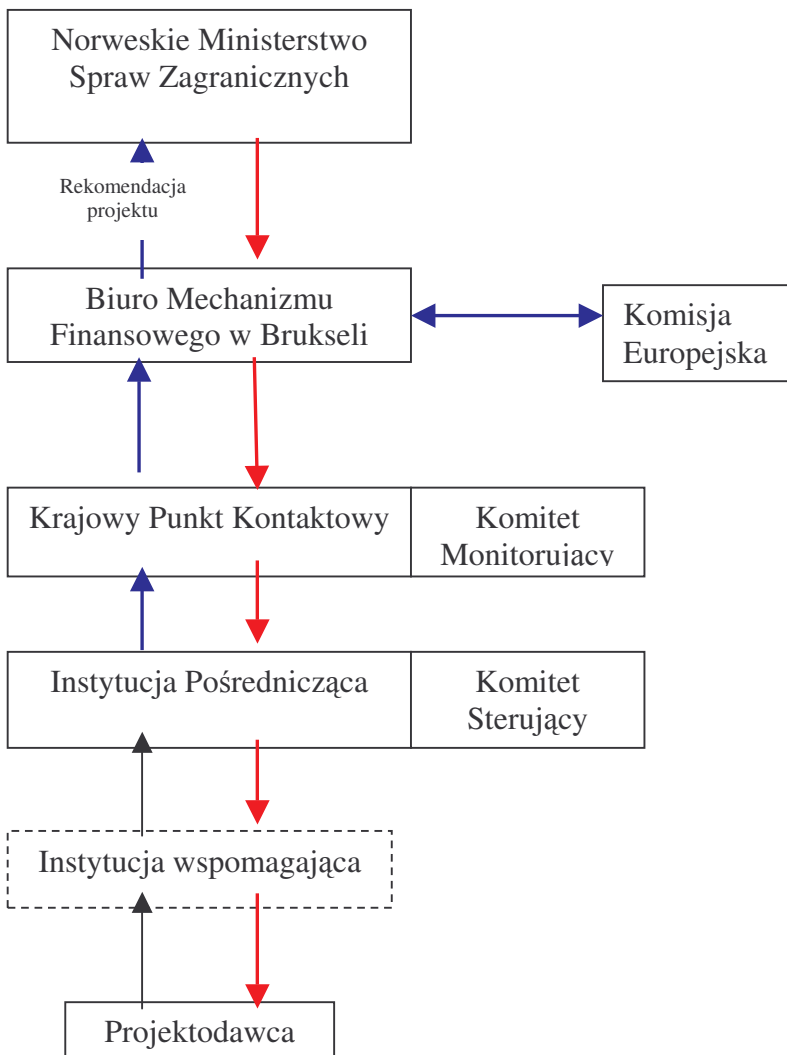 Norweskie Ministerstwo
Spraw Zagranicznych
Rekomendacja
projektu
Biuro Mechanizmu
Finansowego w Brukseli
Komisja
Europejska
Krajowy Punkt Kontaktowy
Komitet
Monitorujący
Instytucja Pośrednicząca
Komitet
Sterujący
Instytucja wspomagająca
Projektodawca